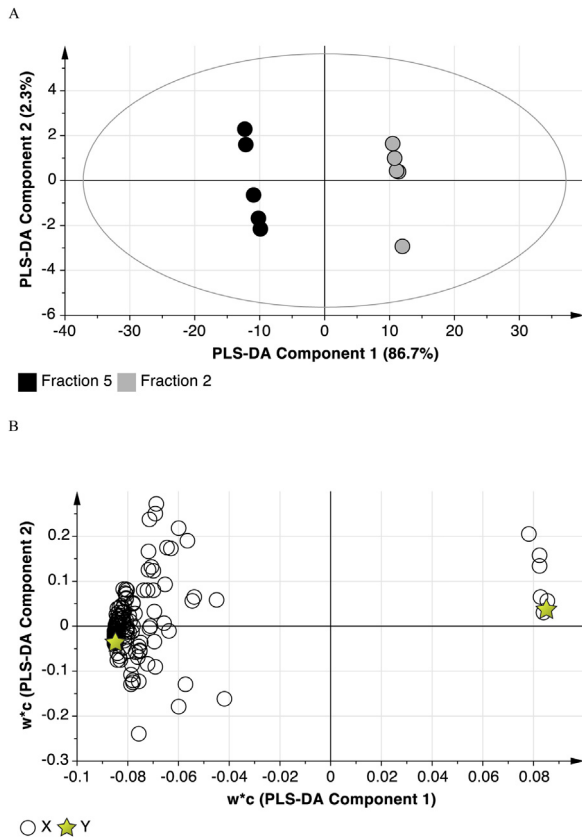 A
PLS-DA Component 2 (2.3%)
4
2
0
-2
-4
-6
-40 -30 -20 -10 0 10 20 30
PLS-DA Component 1 (86.7%)
Fraction 5 Fraction 2
B
w*c (PLS-DA Component 2)
0.2
0.1
0
-0.1
-0.2
-0.3
-0.1 -0.08 -0.06 -0.04 -0.02 0 0.02 0.04 0.06 0.08
w*c (PLS-DA Component 1)
X Y